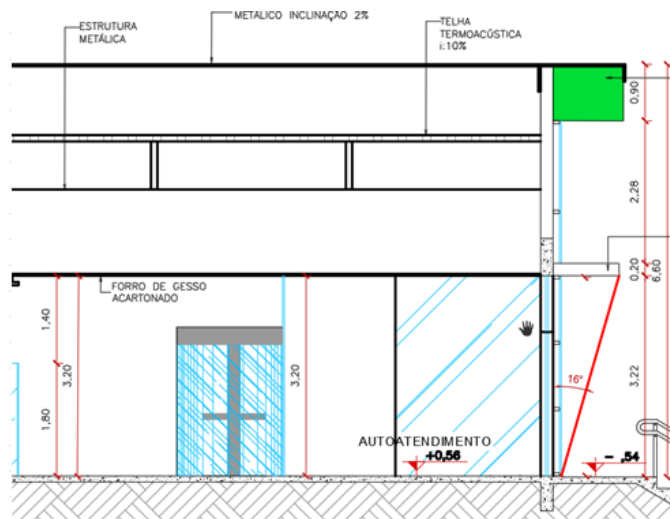 METALICO INCLINAÇÃO 2%
ESTRUTURA
METÁLICA
TELHA
TERMOACÚSTICA
i:10%
0,90
2,28
0,20
6,60
FORRO DE GESSO
ACARTONADO
1,40
3,20
1,80
3,20
16°
3,22
AUTOATENDIMENTO
+0,56
- ,54